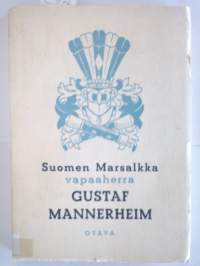 Suomen Marsalkka
vapaaherra
GUSTAF
MANNERHEIM
OTAVA